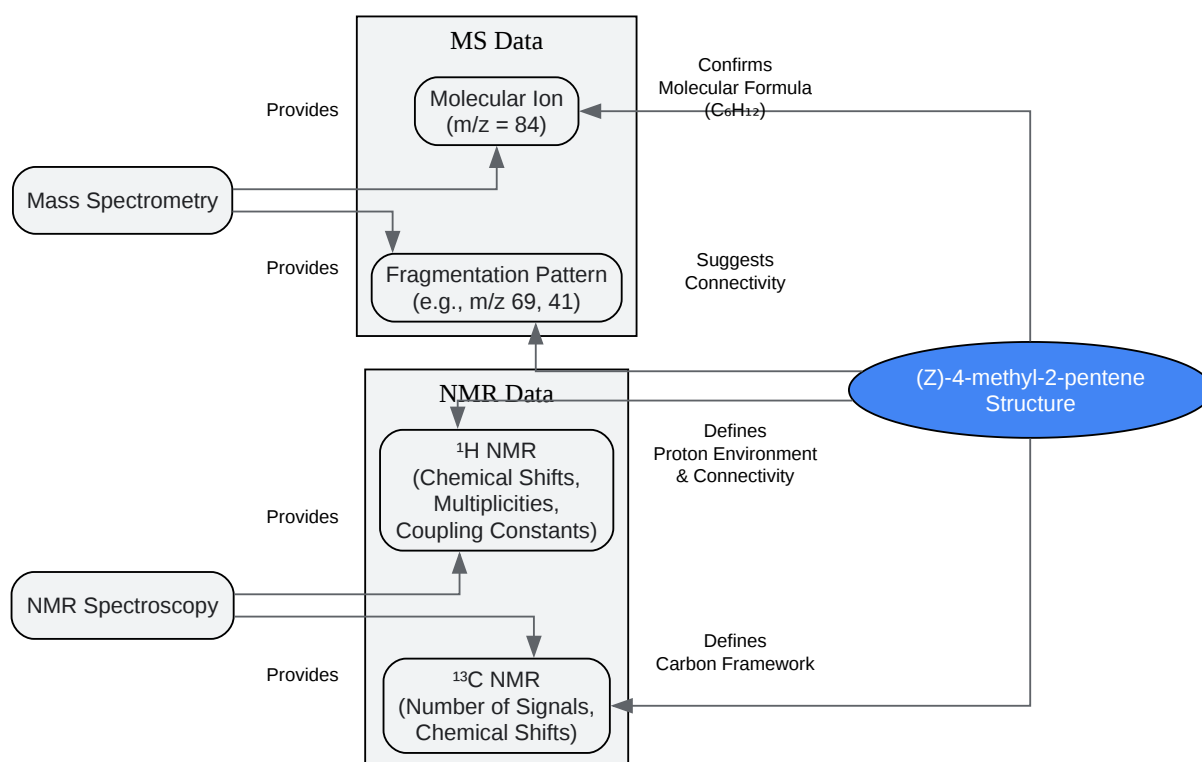 MS Data
Confirms
Molecular Formula
(C₆H₁₂)
Provides
Molecular Ion
(m/z = 84)
Mass Spectrometry
Provides
Fragmentation Pattern
(e.g., m/z 69, 41)
Suggests
Connectivity
(Z)-4-methyl-2-pentene
Structure
NMR Data
Defines
Proton Environment
& Connectivity
¹H NMR
(Chemical Shifts,
Multiplicities,
Coupling Constants)
Provides
NMR Spectroscopy
Defines
Carbon Framework
Provides
¹³C NMR
(Number of Signals,
Chemical Shifts)